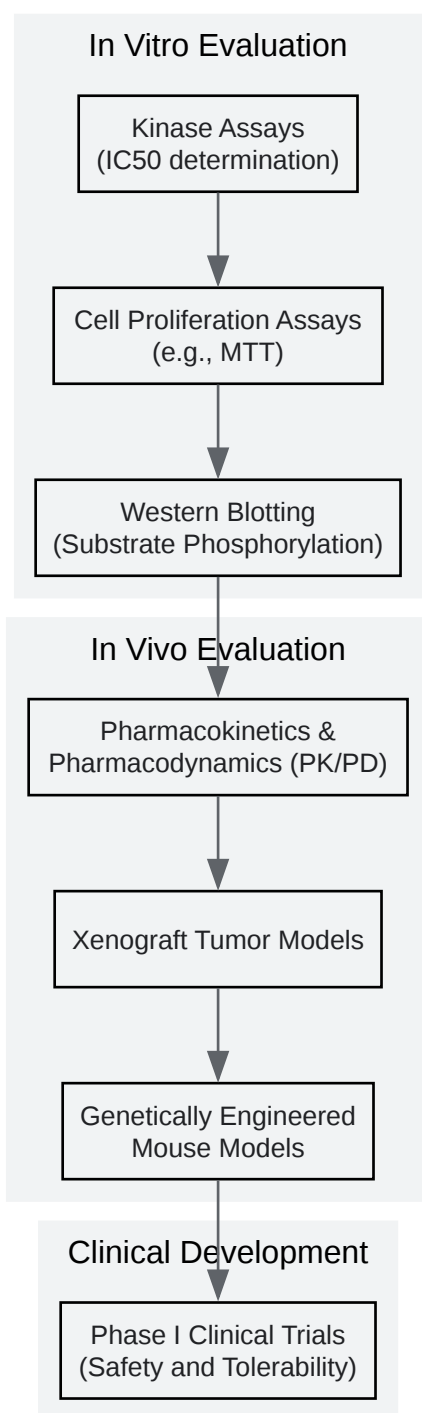 In Vitro Evaluation
Kinase Assays
(IC50 determination)
Cell Proliferation Assays
(e.g., MTT)
Western Blotting
(Substrate Phosphorylation)
In Vivo Evaluation
Pharmacokinetics &
Pharmacodynamics (PK/PD)
Xenograft Tumor Models
Genetically Engineered
Mouse Models
Clinical Development
Phase I Clinical Trials
(Safety and Tolerability)